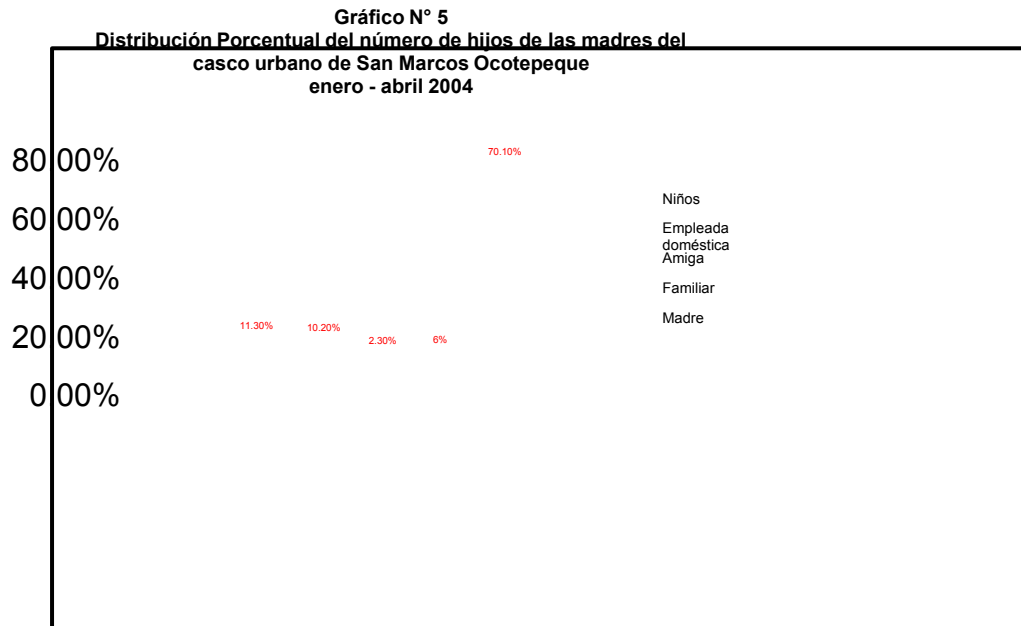 Gráfico N° 5
Distribución Porcentual del número de hijos de las madres del
casco urbano de San Marcos Ocotepeque
enero - abril 2004
80 00%
60 00%
40 00%
20 00%
0 00%
70.10%
11.30%
10.20%
2.30%
6%
Niños
Empleada
doméstica
Amiga
Familiar
Madre